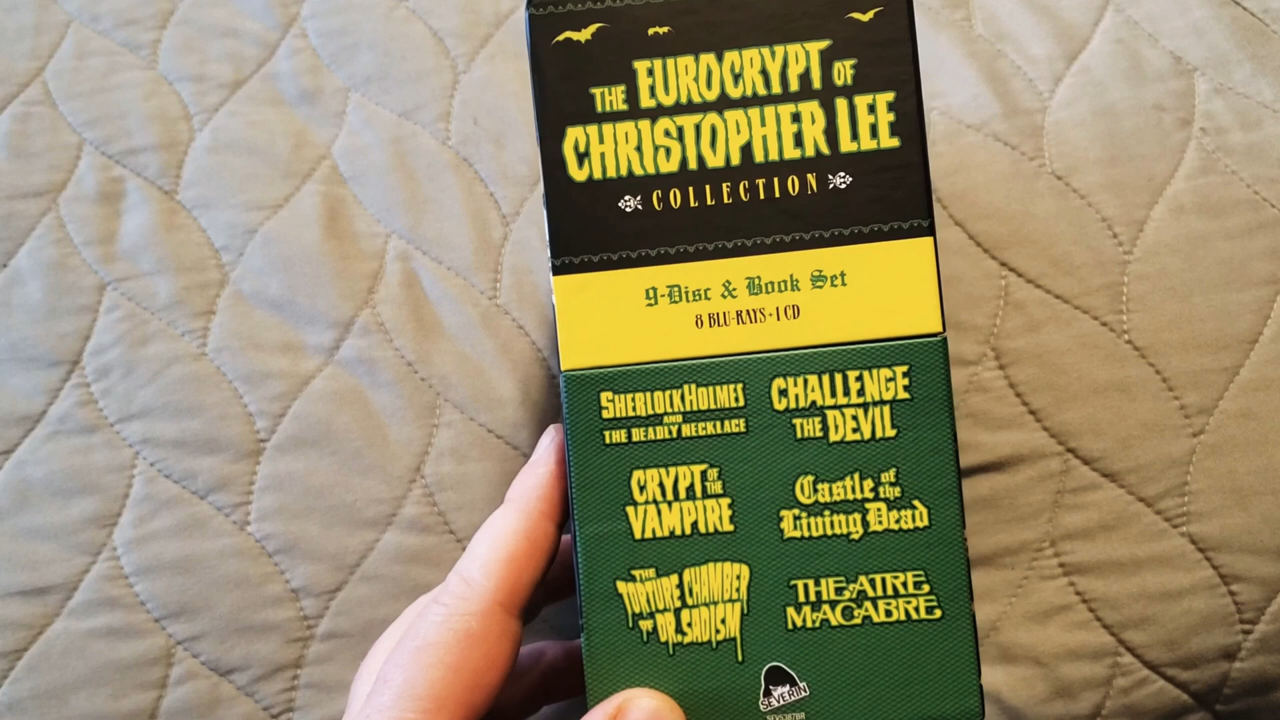 THE EUROCRYPT OF
CHRISTOPHER LEE
COLLECTION
9-Disc & Book Set
8 BLU-RAYS + 1 CD
SHERLOCK HOLMES
AND
THE DEADLY NECKLACE
CHALLENGE
THE DEVIL
CRYPT OF THE
VAMPIRE
Castle of the
Living Dead
THE
TORTURE CHAMBER
OF DR. SADISM
THEATRE
MACABRE
SEVERIN
SEVS387BR